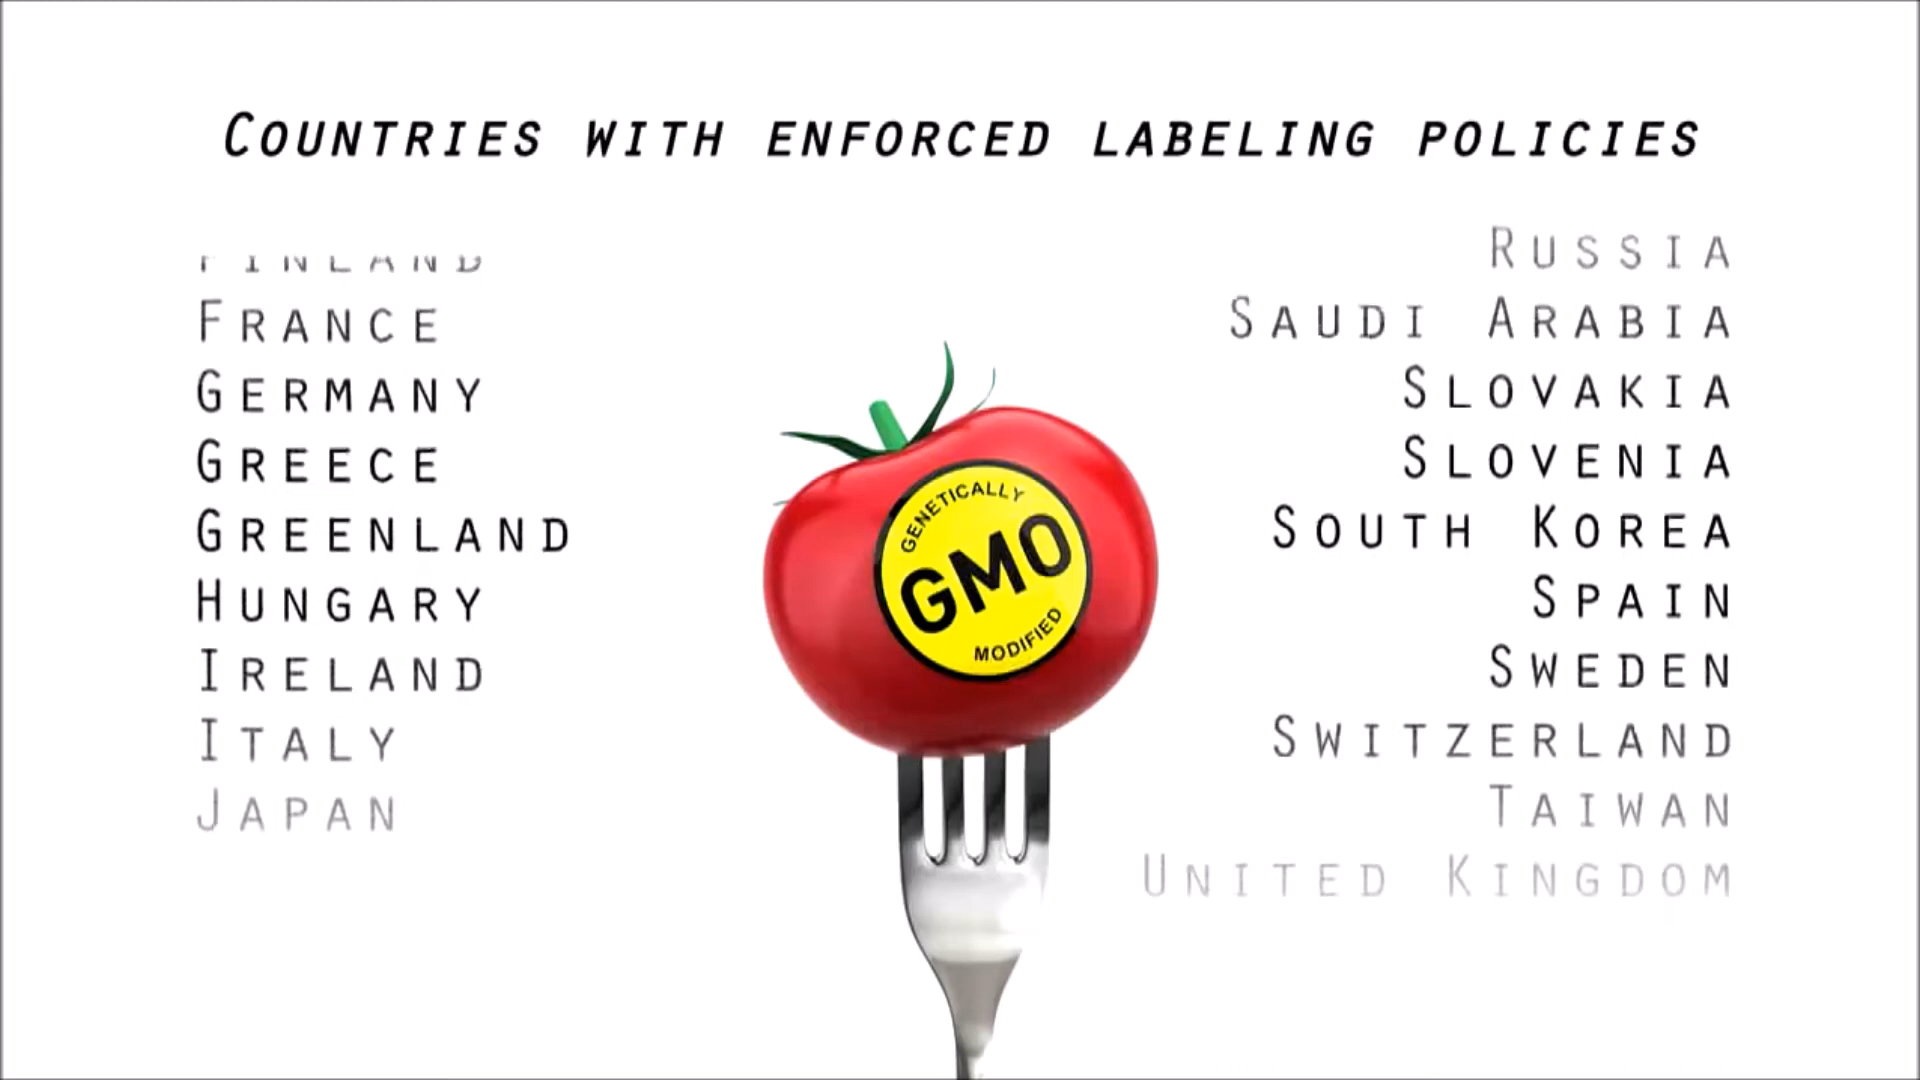 Countries with enforced labeling policies
Finland
France
Germany
Greece
Greenland
Hungary
Ireland
Italy
Japan
GENETICALLY
GMO
MODIFIED
Russia
Saudi Arabia
Slovakia
Slovenia
South Korea
Spain
Sweden
Switzerland
Taiwan
United Kingdom